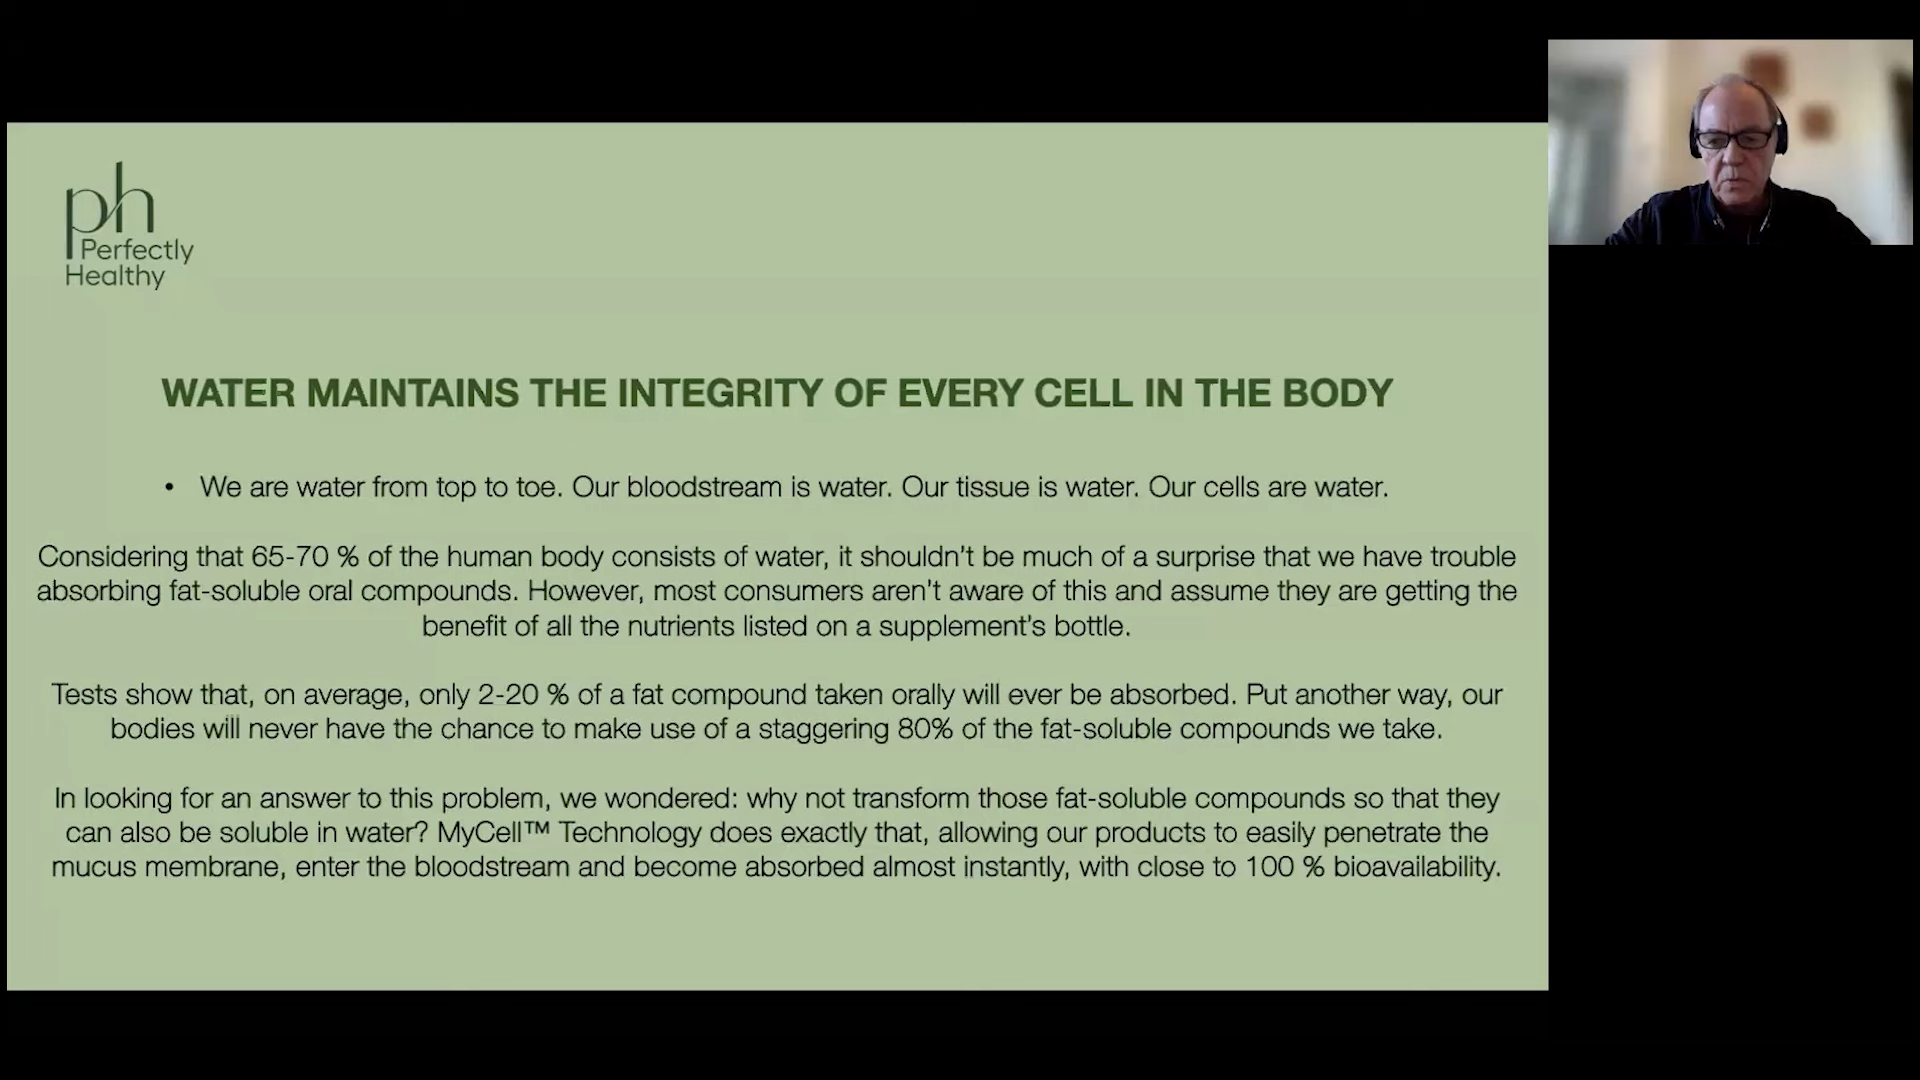 ph
Perfectly
Healthy
WATER MAINTAINS THE INTEGRITY OF EVERY CELL IN THE BODY
• We are water from top to toe. Our bloodstream is water. Our tissue is water. Our cells are water.
Considering that 65-70 % of the human body consists of water, it shouldn't be much of a surprise that we have trouble
absorbing fat-soluble oral compounds. However, most consumers aren't aware of this and assume they are getting the
benefit of all the nutrients listed on a supplement's bottle.
Tests show that, on average, only 2-20 % of a fat compound taken orally will ever be absorbed. Put another way, our
bodies will never have the chance to make use of a staggering 80% of the fat-soluble compounds we take.
In looking for an answer to this problem, we wondered: why not transform those fat-soluble compounds so that they
can also be soluble in water? MyCell™ Technology does exactly that, allowing our products to easily penetrate the
mucus membrane, enter the bloodstream and become absorbed almost instantly, with close to 100 % bioavailability.